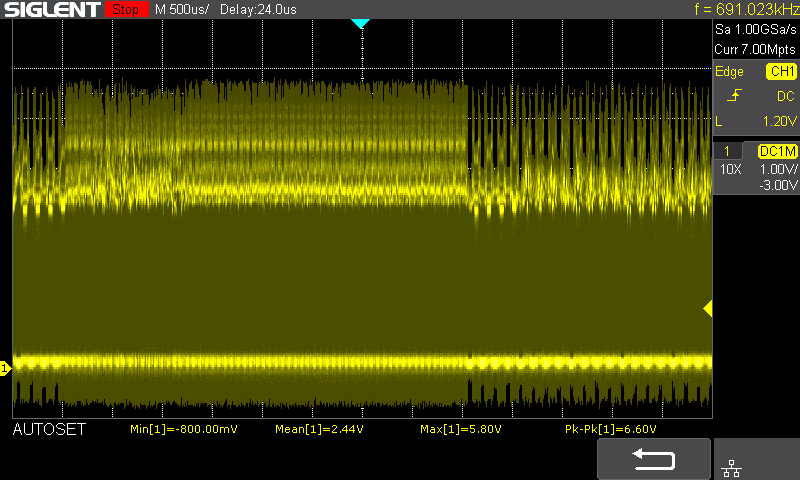 SIGLENT Stop M 500us/ Delay:24.0us f = 691.023kHz
Sa 1.00GSa/s
Curr 7.00Mpts
Edge CH1
DC
L 1.20V
1 DC1M
10X 1.00V/
-3.00V
1
AUTOSET Min[1]=-800.00mV Mean[1]=2.44V Max[1]=5.80V Pk-Pk[1]=6.60V